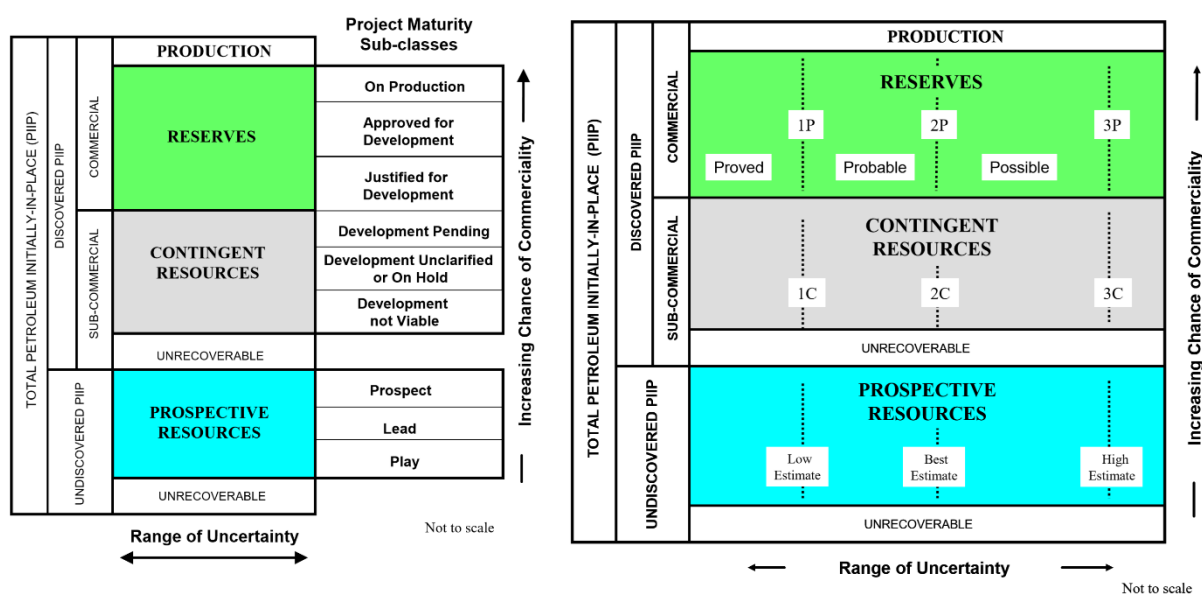 Project Maturity
Sub-classes
PRODUCTION
TOTAL PETROLEUM INITIALLY-IN-PLACE (PIIP)
DISCOVERED PIIP
COMMERCIAL
RESERVES
On Production
Approved for
Development
Justified for
Development
SUB-COMMERCIAL
CONTINGENT
RESOURCES
Development Pending
Development Unclarified
or On Hold
Development
not Viable
UNRECOVERABLE
UNDISCOVERED PIIP
PROSPECTIVE
RESOURCES
Prospect
Lead
Play
UNRECOVERABLE
Increasing Chance of Commerciality
Range of Uncertainty
Not to scale
PRODUCTION
TOTAL PETROLEUM INITIALLY-IN-PLACE (PIIP)
DISCOVERED PIIP
COMMERCIAL
RESERVES
1P
2P
3P
Proved
Probable
Possible
SUB-COMMERCIAL
CONTINGENT
RESOURCES
1C
2C
3C
UNRECOVERABLE
UNDISCOVERED PIIP
PROSPECTIVE
RESOURCES
Low
Estimate
Best
Estimate
High
Estimate
UNRECOVERABLE
Increasing Chance of Commerciality
Range of Uncertainty
Not to scale